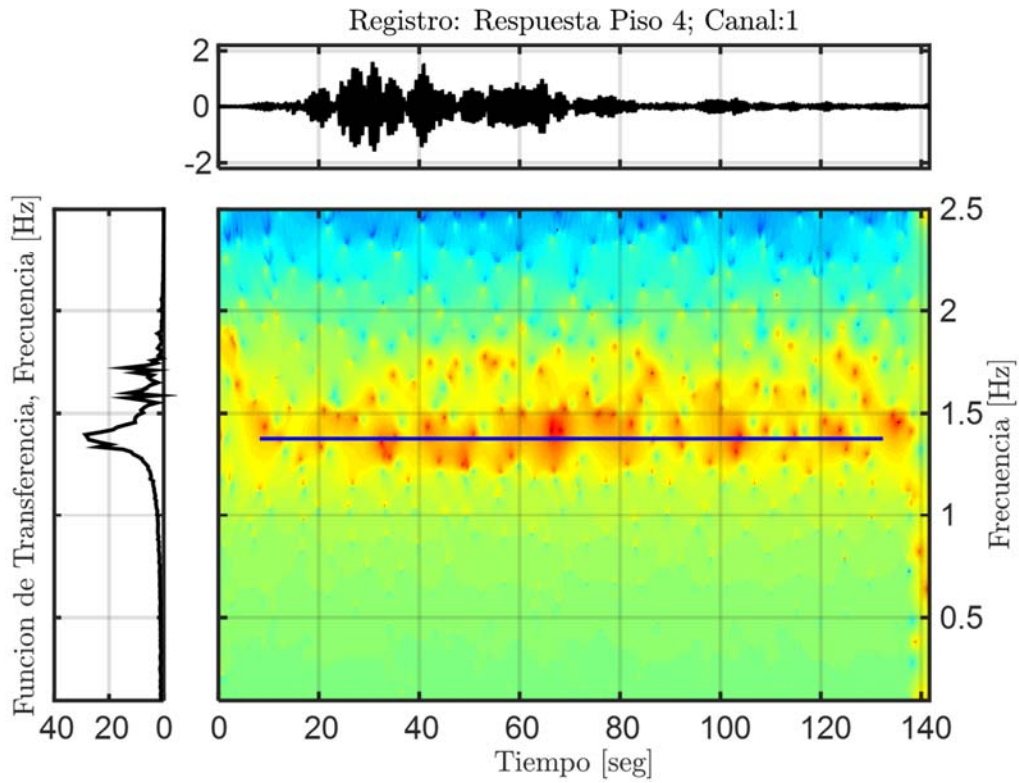 Registro: Respuesta Piso 4; Canal:1
2
0
-2
Funcion de Transferencia, Frecuencia [Hz]
40 20 0
2.5
2
1.5
1
0.5
Frecuencia [Hz]
0 20 40 60 80 100 120 140
Tiempo [seg]